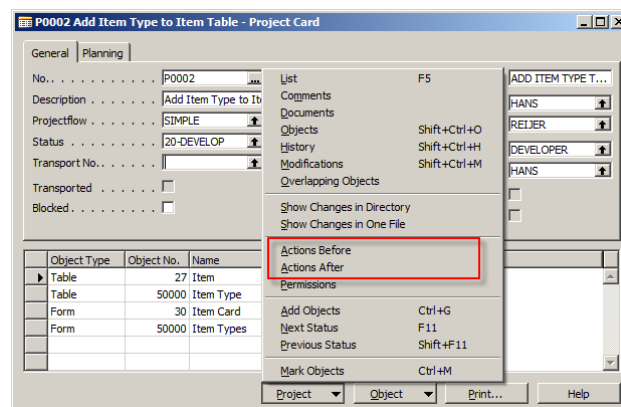 P0002 Add Item Type to Item Table - Project Card
General Planning
No. . . . . . . . . . . . . P0002 ... ADD ITEM TYPE T...
Description . . . . . . . . Add Item Type to It
Projectflow . . . . . . . . SIMPLE HANS
Status . . . . . . . . . . 20-DEVELOP REIJER
Transport No.. . . . . . . DEVELOPER
HANS
Transported . . . . . .
Blocked. . . . . . . . .
List F5
Comments
Documents
Objects Shift+Ctrl+O
History Shift+Ctrl+H
Modifications Shift+Ctrl+M
Overlapping Objects
Show Changes in Directory
Show Changes in One File
Actions Before
Actions After
Permissions
Add Objects Ctrl+G
Next Status F11
Previous Status Shift+F11
Mark Objects Ctrl+M
Object Type Object No. Name
Table 27 Item
Table 50000 Item Type
Form 30 Item Card
Form 50000 Item Types
Project Object Print... Help